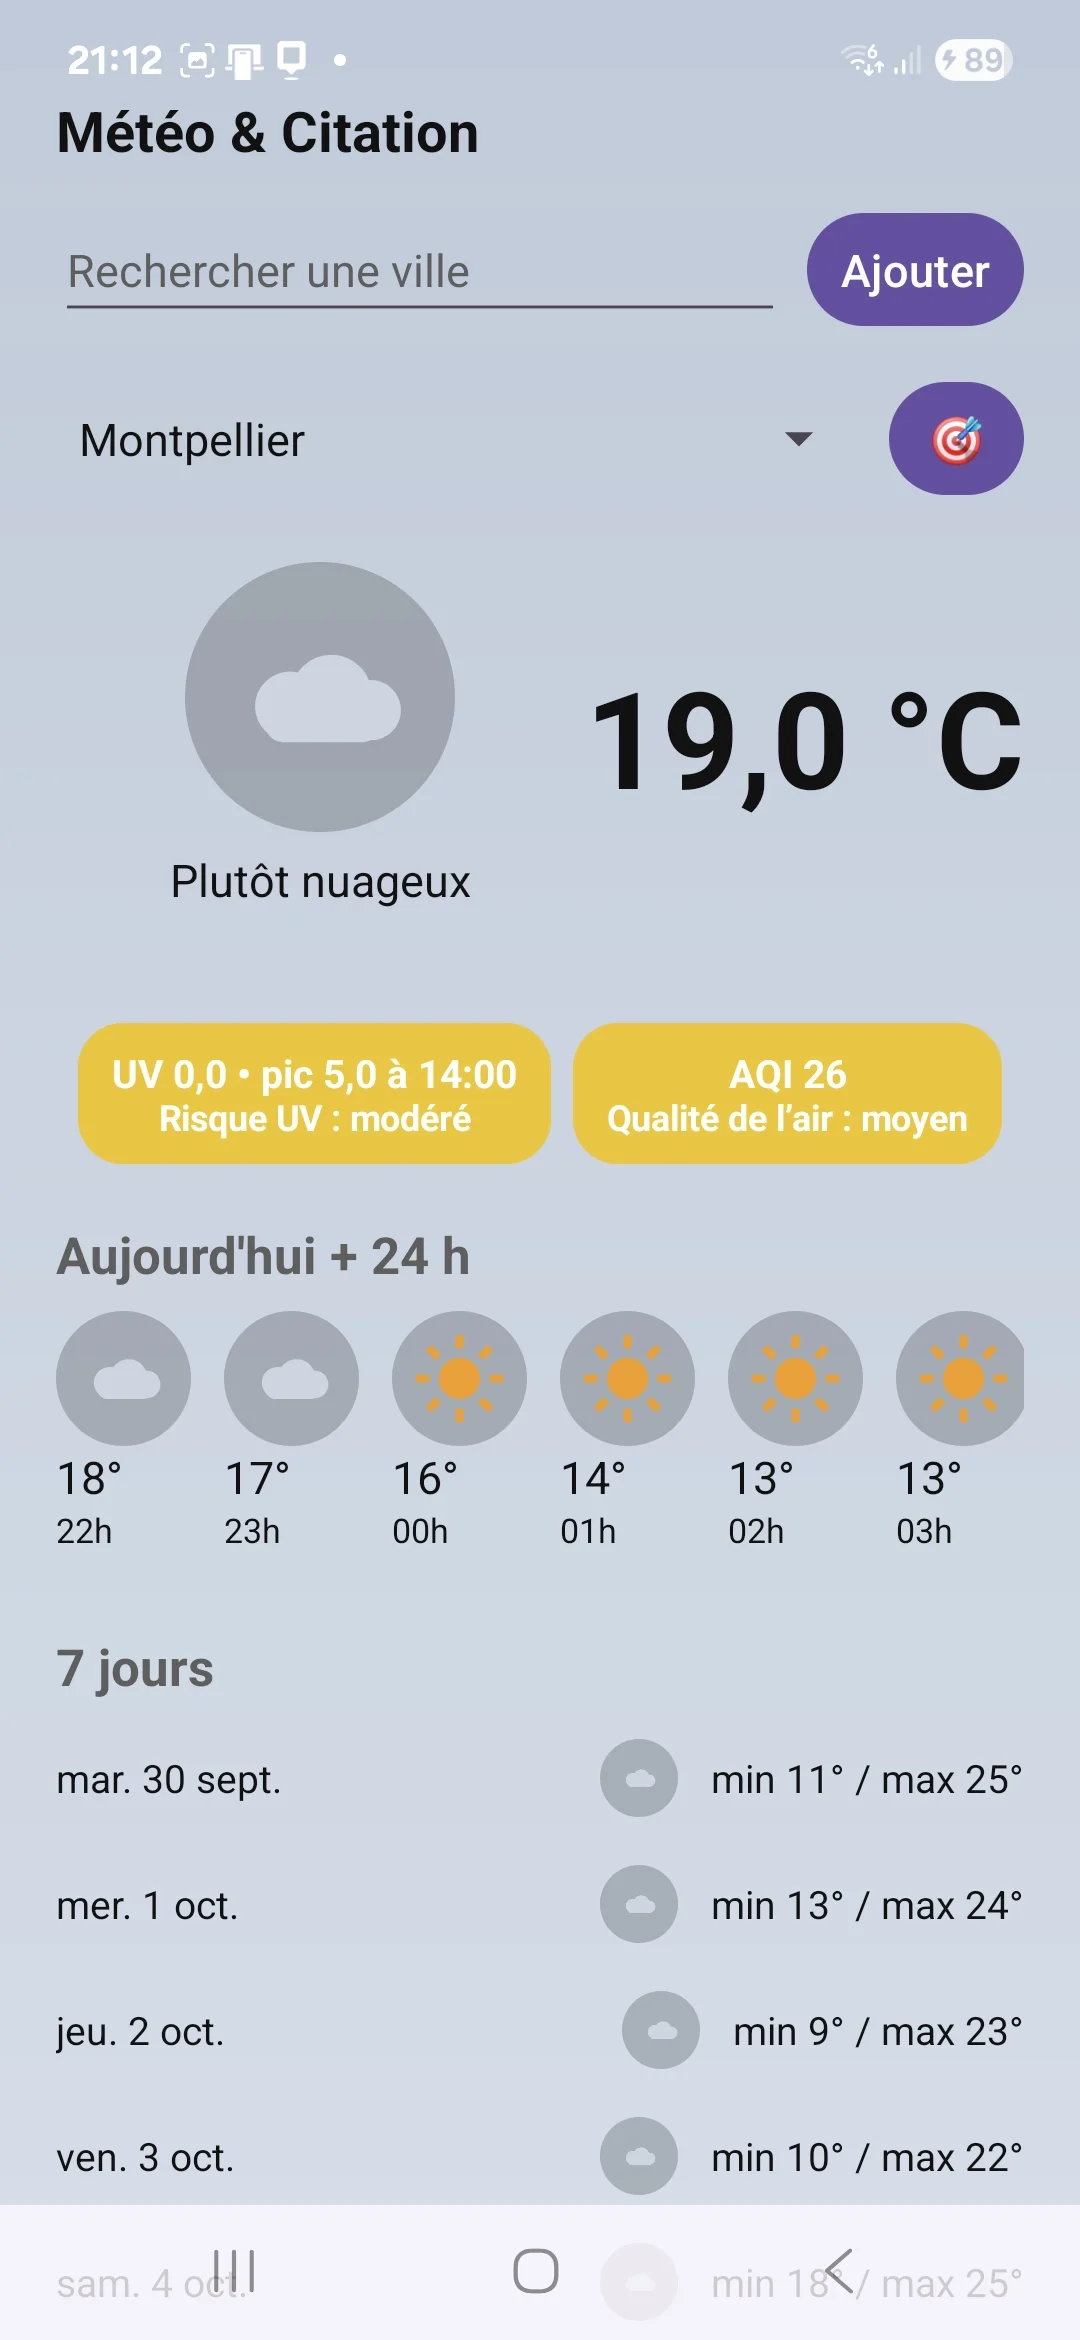 21:12
6
89
Météo & Citation
Rechercher une ville
Ajouter
Montpellier
19,0 °C
Plutôt nuageux
UV 0,0 • pic 5,0 à 14:00
Risque UV : modéré
AQI 26
Qualité de l’air : moyen
Aujourd'hui + 24 h
18° 17° 16° 14° 13° 13°
22h 23h 00h 01h 02h 03h
7 jours
mar. 30 sept. min 11° / max 25°
mer. 1 oct. min 13° / max 24°
jeu. 2 oct. min 9° / max 23°
ven. 3 oct. min 10° / max 22°
sam. 4 oct. min 18° / max 25°